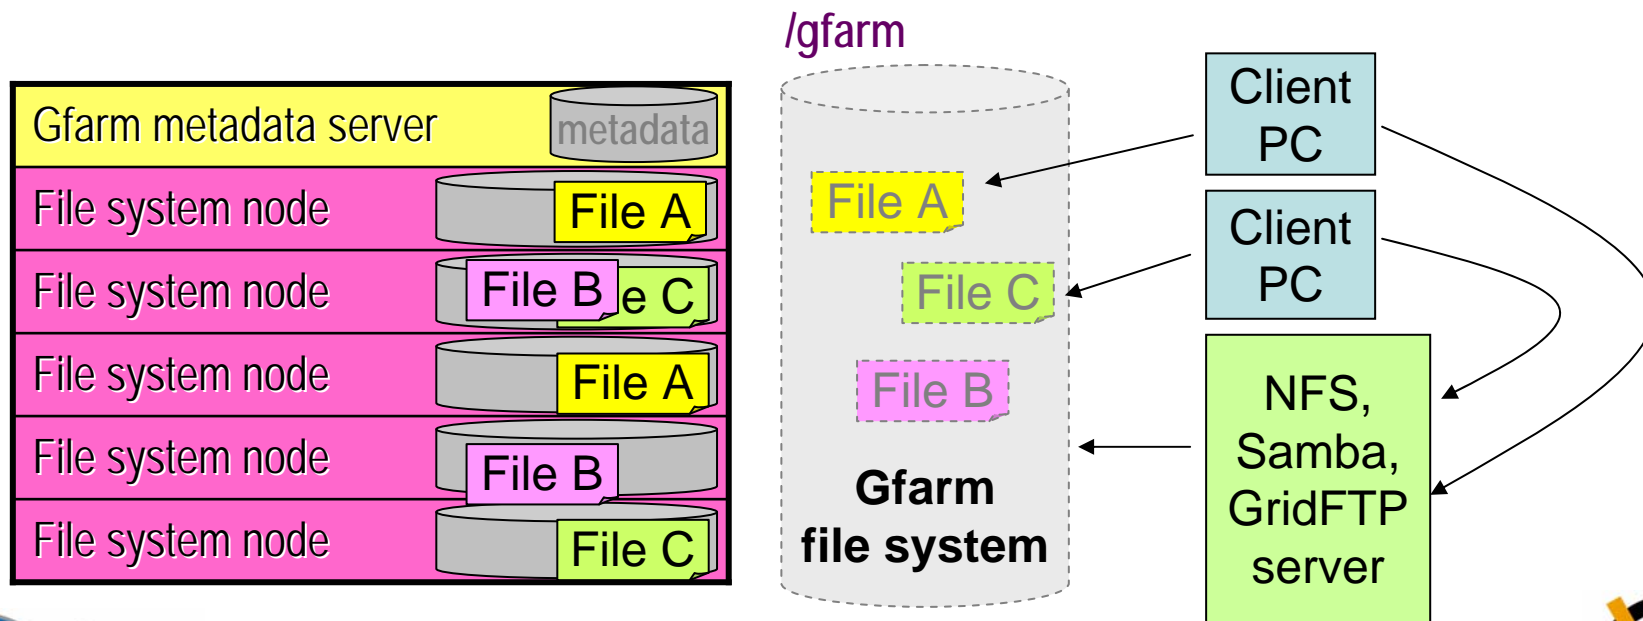 /gfarm
Gfarm metadata server
metadata
File system node
File A
File system node
File B
e C
File system node
File A
File system node
File B
File system node
File C
File A
File C
File B
Gfarm
file system
Client
PC
Client
PC
NFS,
Samba,
GridFTP
server